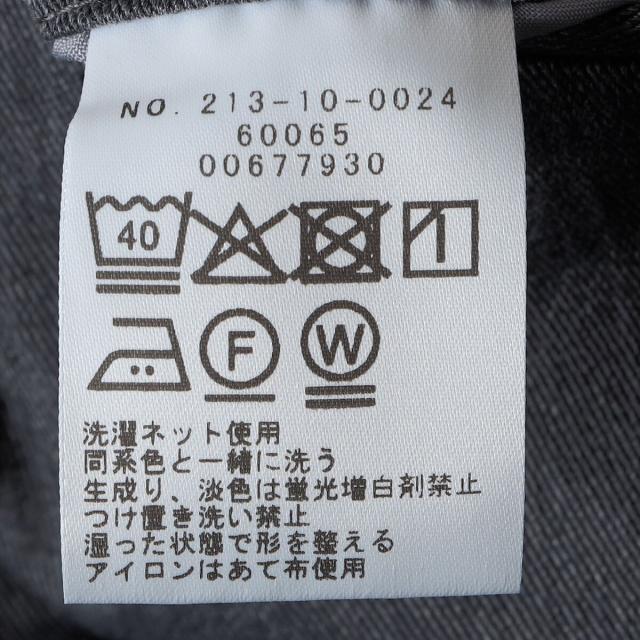 NO. 213-10-0024
60065
00677930
40
F W
洗濯ネット使用
同系色と一緒に洗う
生成り、淡色は蛍光増白剤禁止
つけ置き洗い禁止
湿った状態で形を整える
アイロンはあて布使用